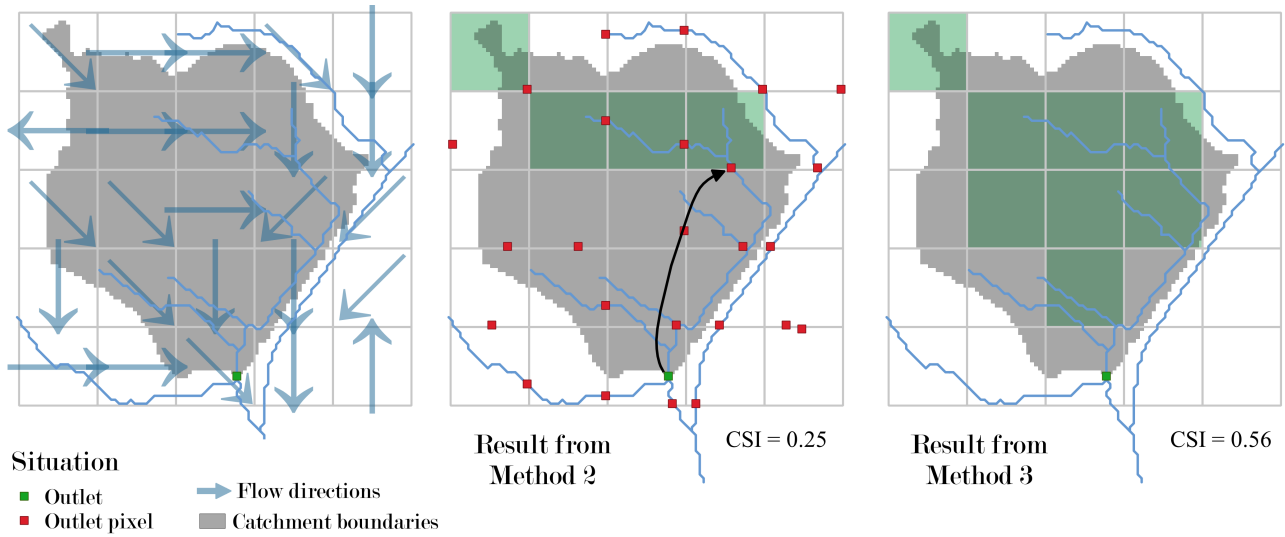 Situation
Outlet
Outlet pixel
Flow directions
Catchment boundaries
Result from
Method 2
CSI = 0.25
Result from
Method 3
CSI = 0.56